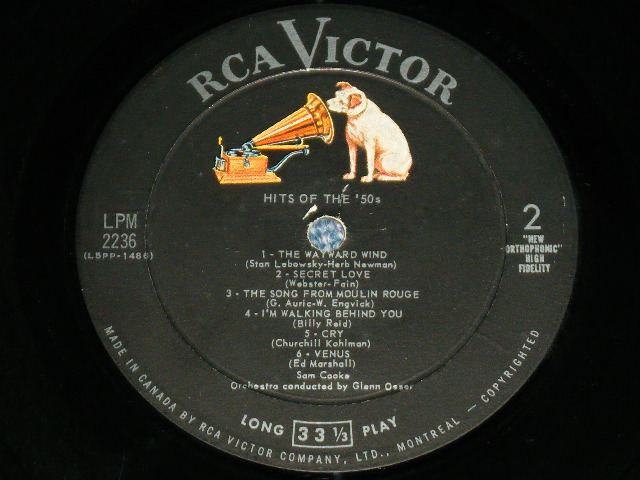 RCA VICTOR
HITS OF THE '50s
LPM
2236
(L5PP-1486)
2
"NEW
ORTHOPHONIC"
HIGH
FIDELITY
1 - THE WAYWARD WIND
(Stan Lebowsky-Herb Newman)
2 - SECRET LOVE
(Webster-Fain)
3 - THE SONG FROM MOULIN ROUGE
(G. Auric-W. Engvick)
4 - I'M WALKING BEHIND YOU
(Billy Reid)
5 - CRY
(Churchill Kohlman)
6 - VENUS
(Ed Marshall)
Sam Cooke
Orchestra conducted by Glenn Osser
LONG 33 1/3 PLAY
MADE IN CANADA BY RCA VICTOR COMPANY, LTD., MONTREAL - COPYRIGHTED